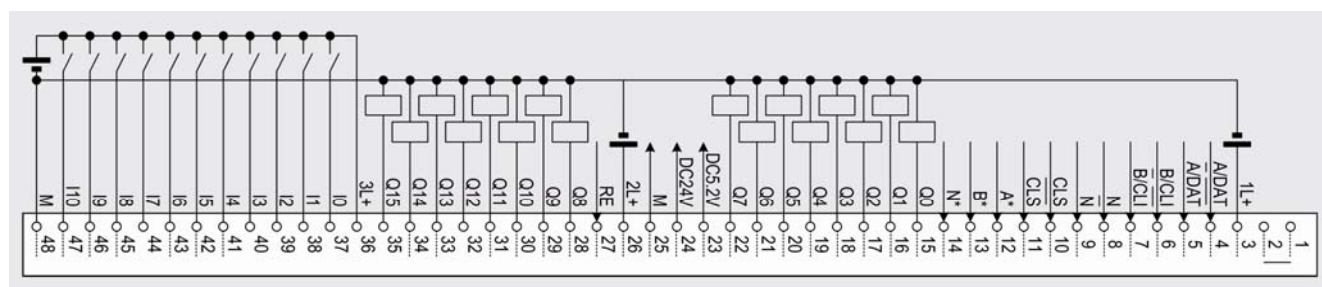 M
I10
I9
I8
I7
I6
I5
I4
I3
I2
I1
I0
3L+
Q15
Q14
Q13
Q12
Q11
Q10
Q9
Q8
RE
2L+
M
DC24V
DC5.2V
Q7
Q6
Q5
Q4
Q3
Q2
Q1
Q0
N*
B*
A*
C̅L̅S̅
CLS
N̅
N
B̅/C̅L̅I̅
B/CLI
A̅/D̅A̅T̅
A/DAT
1L+
48
47
46
45
44
43
42
41
40
39
38
37
36
35
34
33
32
31
30
29
28
27
26
25
24
23
22
21
20
19
18
17
16
15
14
13
12
11
10
9
8
7
6
5
4
3
2
1